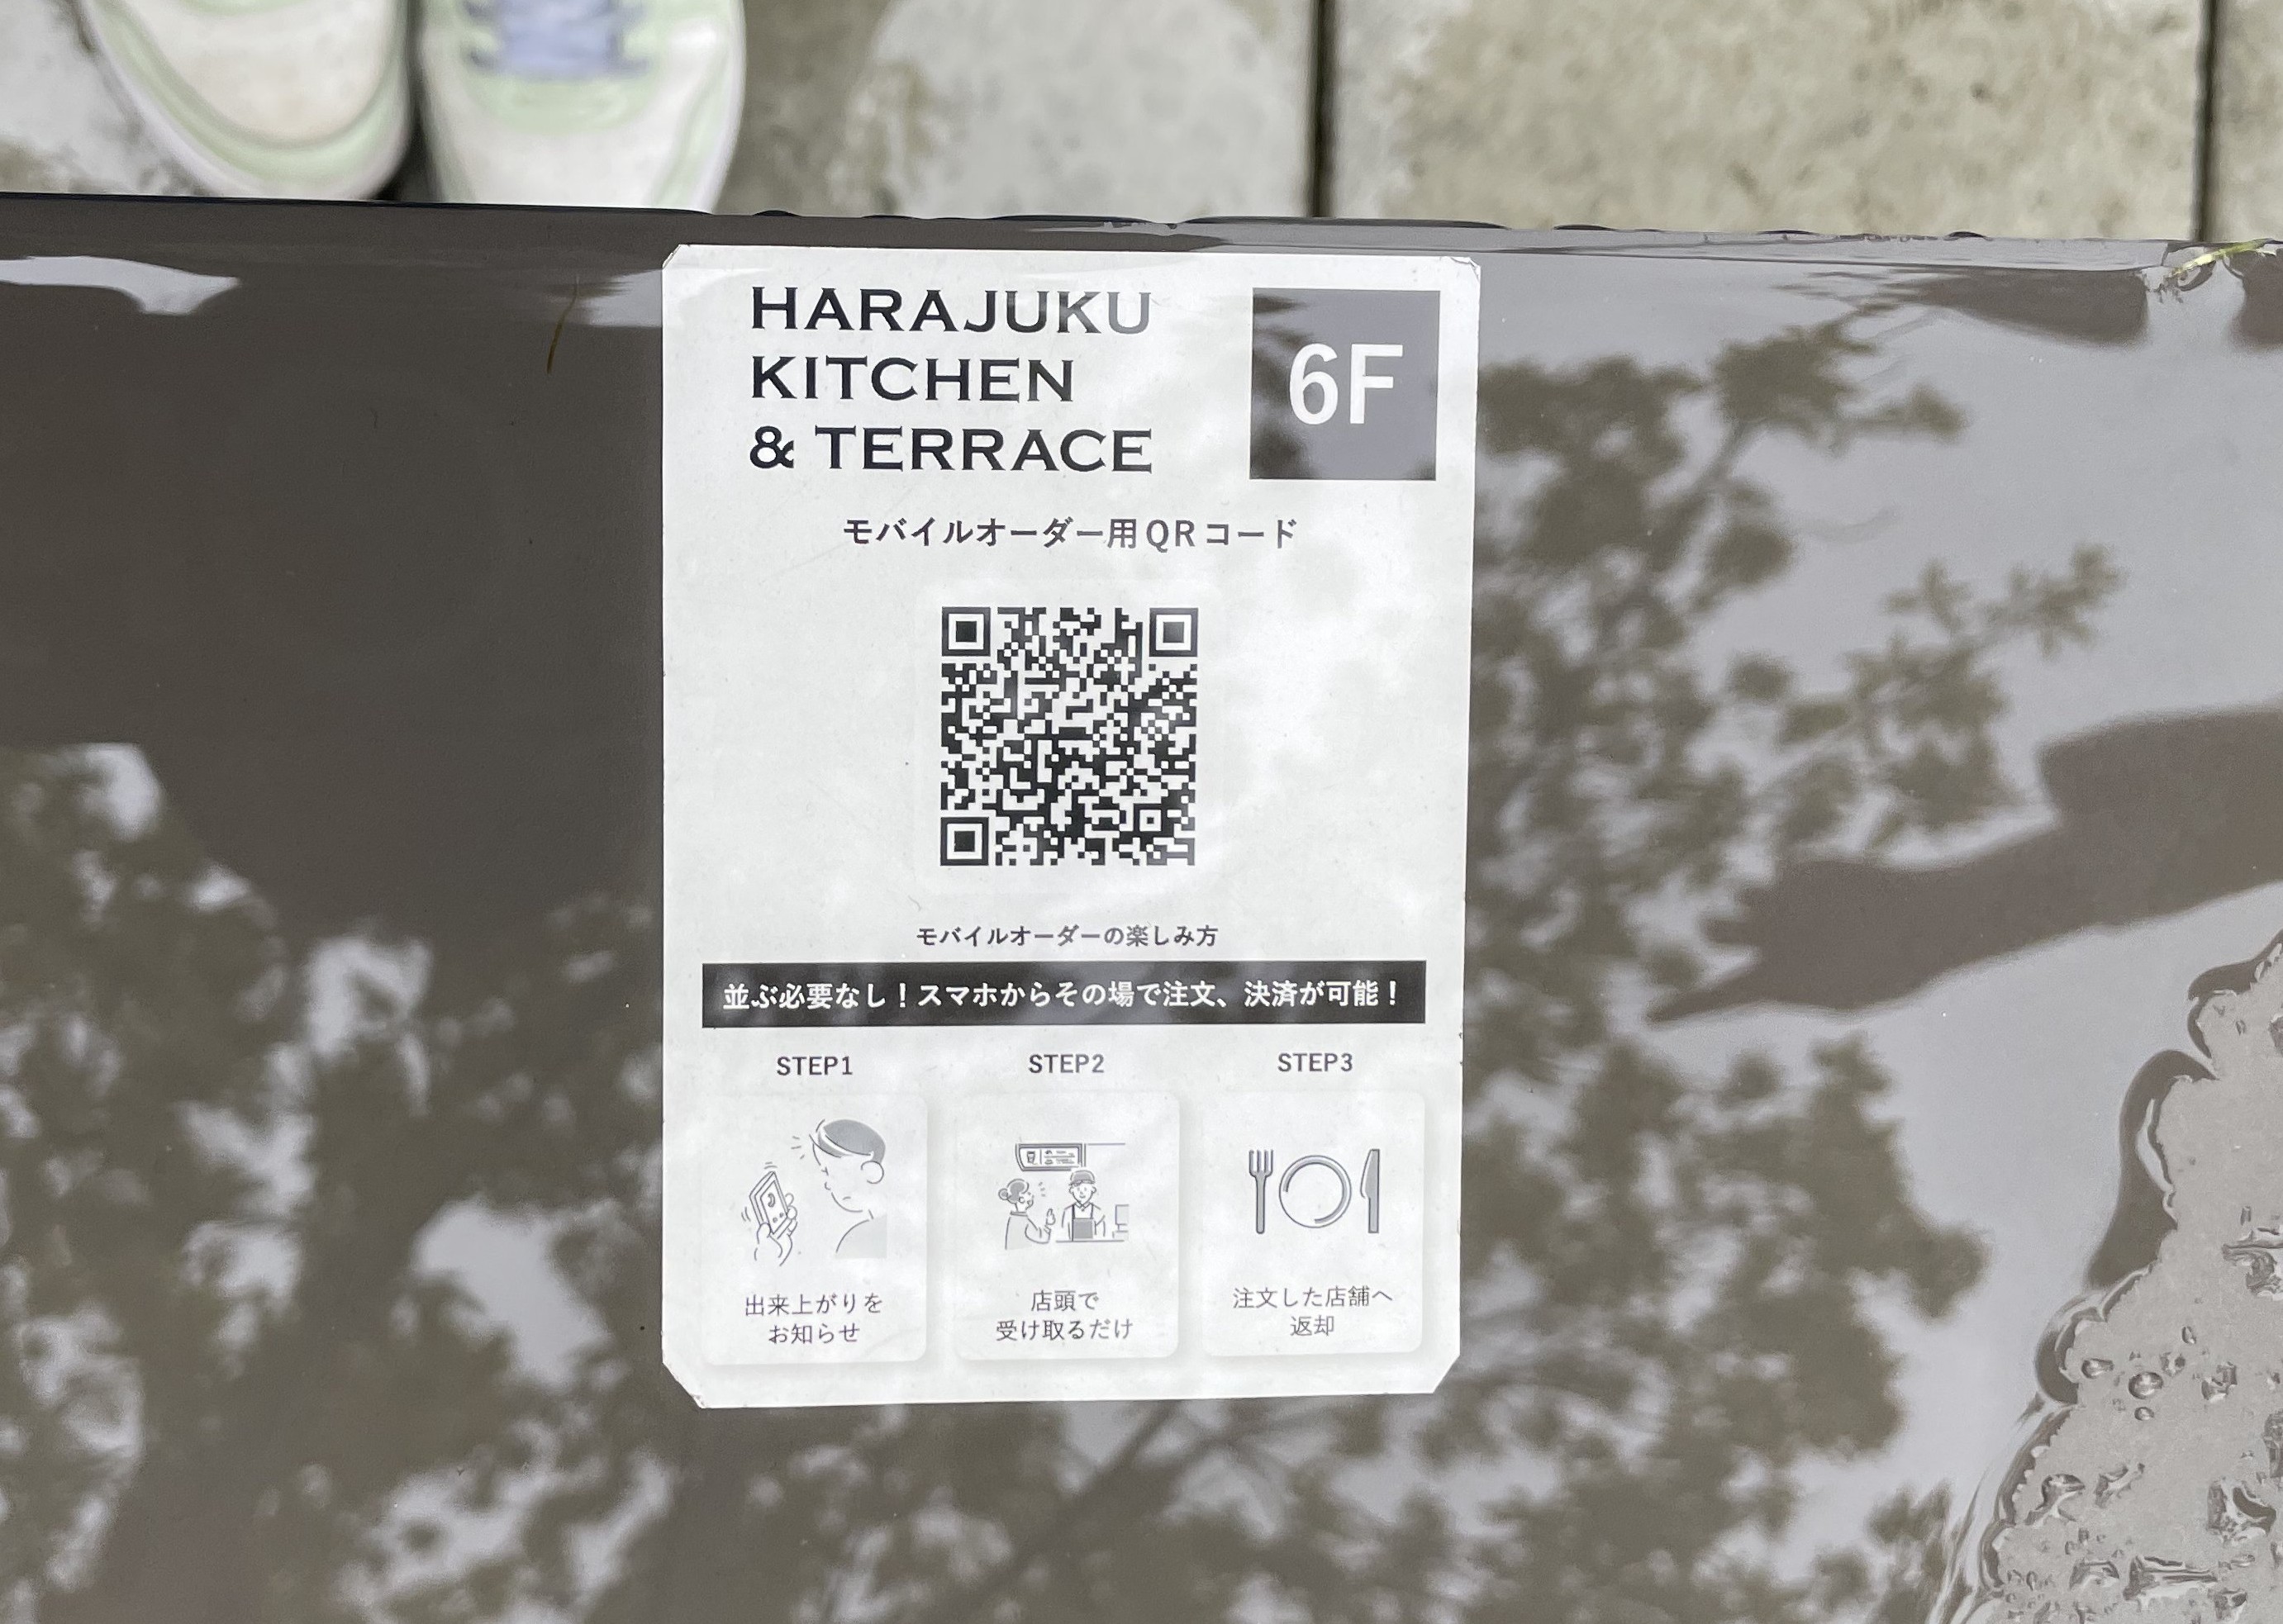 HARAJUKU
KITCHEN
& TERRACE
6F
モバイルオーダー用QRコード
モバイルオーダーの楽しみ方
並ぶ必要なし！スマホからその場で注文、決済が可能！
STEP1
STEP2
STEP3
出来上がりを
お知らせ
店頭で
受け取るだけ
注文した店舗へ
返却